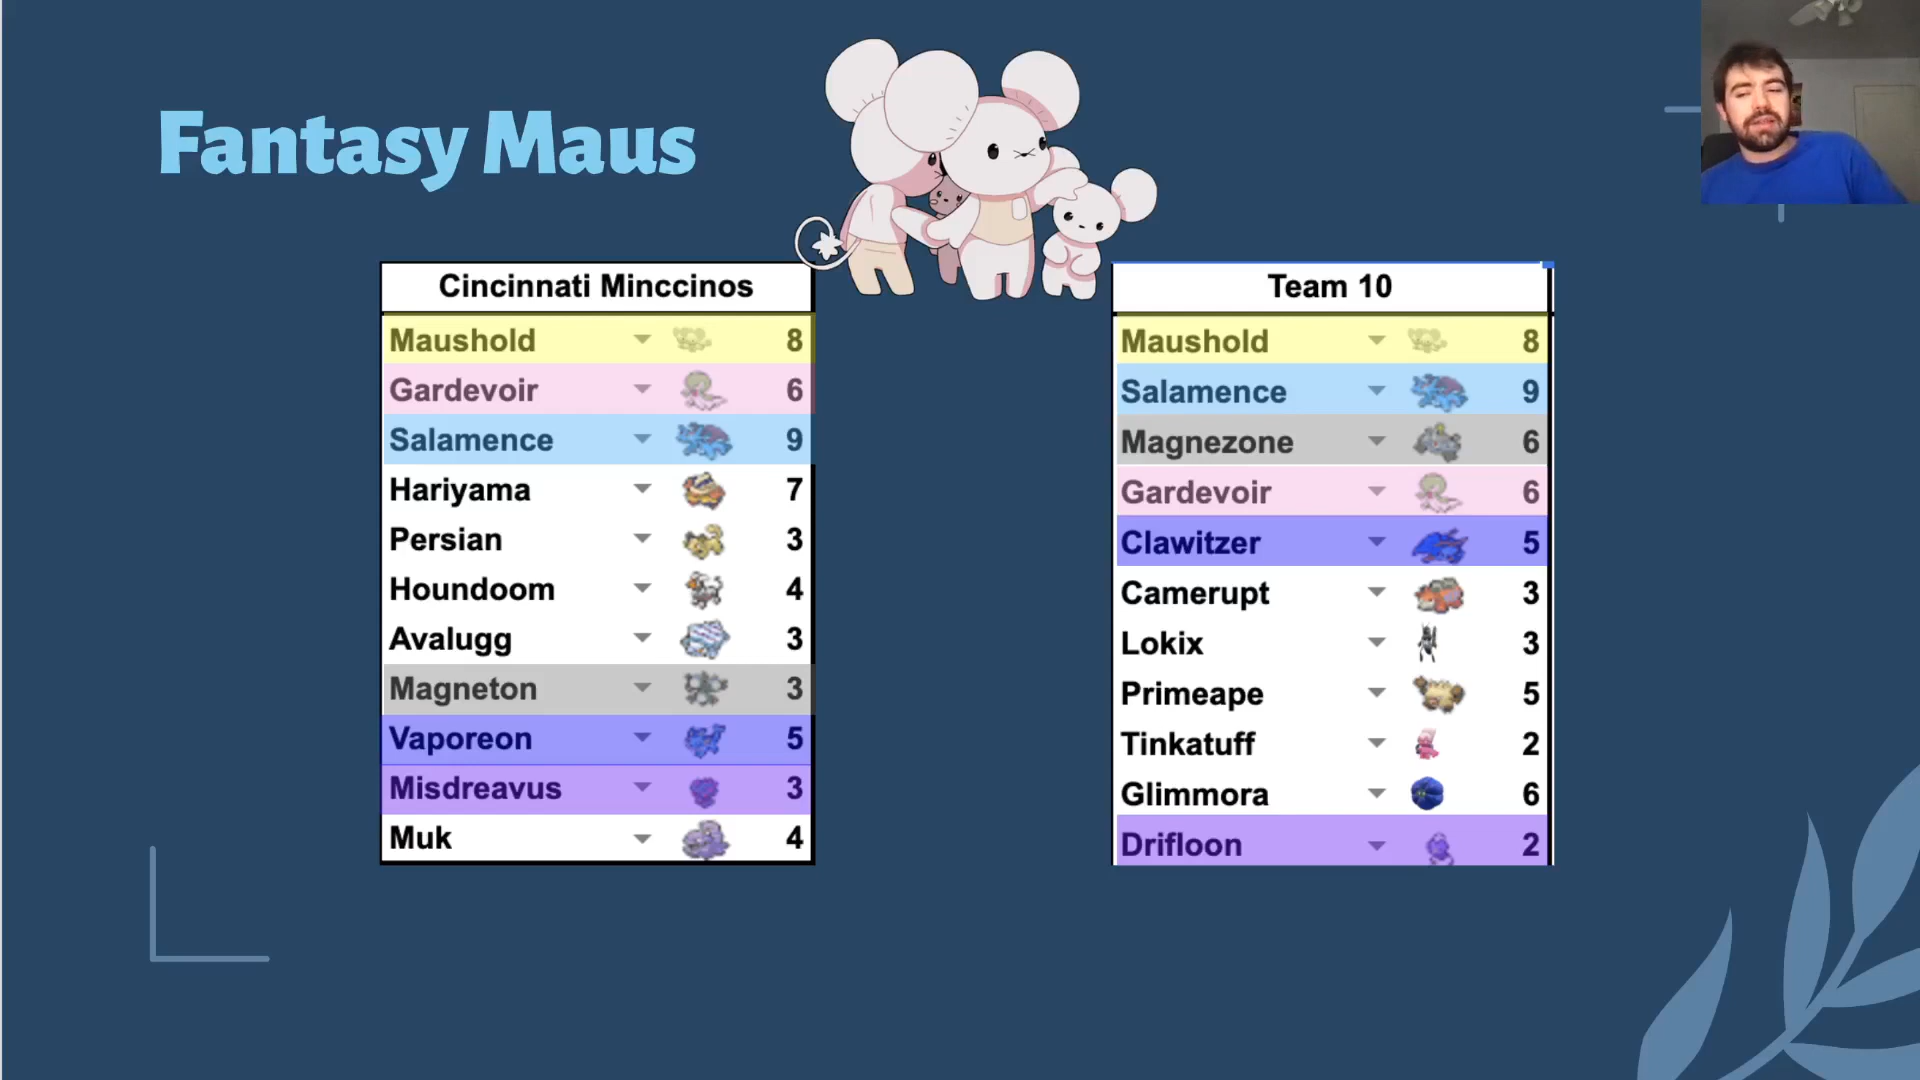 Fantasy Maus
Cincinnati Minccinos
Maushold 8
Gardevoir 6
Salamence 9
Hariyama 7
Persian 3
Houndoom 4
Avalugg 3
Magneton 3
Vaporeon 5
Misdreavus 3
Muk 4
Team 10
Maushold 8
Salamence 9
Magnezone 6
Gardevoir 6
Clawitzer 5
Camerupt 3
Lokix 3
Primeape 5
Tinkatuff 2
Glimmora 6
Drifloon 2